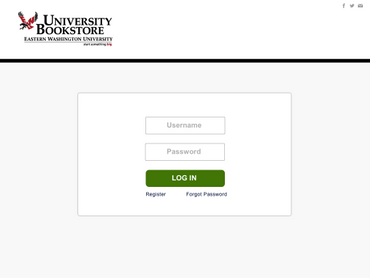 UNIVERSITY
BOOKSTORE
EASTERN WASHINGTON UNIVERSITY
start something big
Username
Password
LOG IN
Register Forgot Password